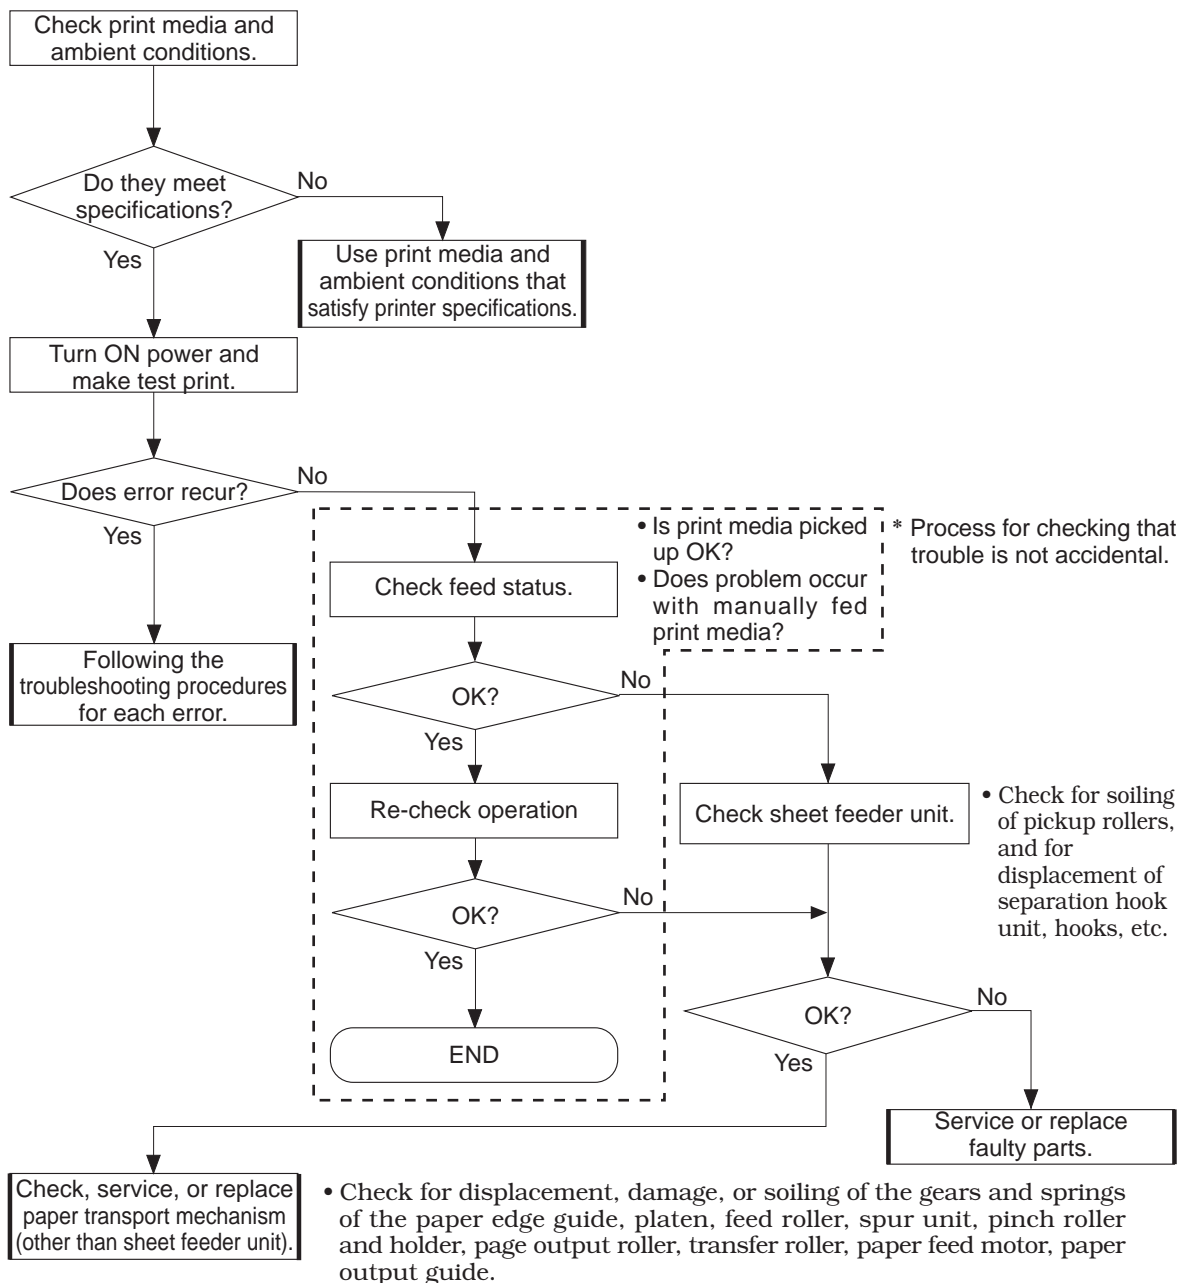 Check print media and
ambient conditions.
Do they meet
specifications?
No
Yes
Use print media and
ambient conditions that
satisfy printer specifications.
Turn ON power and
make test print.
Does error recur?
No
Yes
Following the
troubleshooting procedures
for each error.
• Is print media picked
up OK?
• Does problem occur
with manually fed
print media?
* Process for checking that
trouble is not accidental.
Check feed status.
OK?
No
Yes
Re-check operation
Check sheet feeder unit.
• Check for soiling
of pickup rollers,
and for
displacement of
separation hook
unit, hooks, etc.
OK?
No
Yes
END
OK?
No
Yes
Service or replace
faulty parts.
Check, service, or replace
paper transport mechanism
(other than sheet feeder unit).
• Check for displacement, damage, or soiling of the gears and springs
of the paper edge guide, platen, feed roller, spur unit, pinch roller
and holder, page output roller, transfer roller, paper feed motor, paper
output guide.